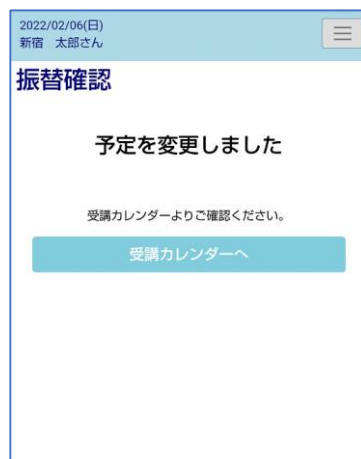 2022/02/06(日)
新宿　太郎さん
振替確認
予定を変更しました
受講カレンダーよりご確認ください。
受講カレンダーへ